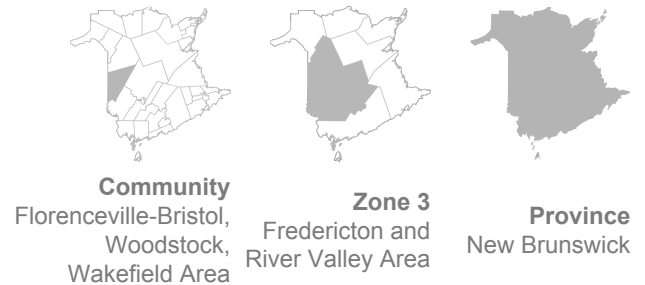 Community
Florenceville-Bristol,
Woodstock,
Wakefield Area
Zone 3
Fredericton and
River Valley Area
Province
New Brunswick